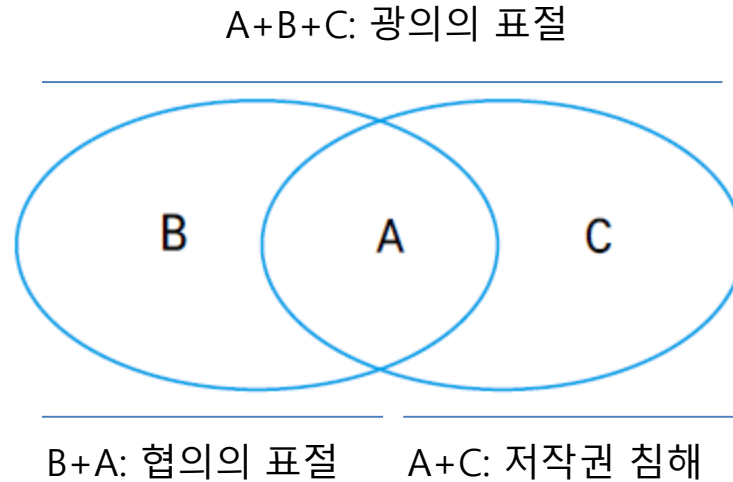 A+B+C: 광의의 표절
B
A
C
B+A: 협의의 표절
A+C: 저작권 침해